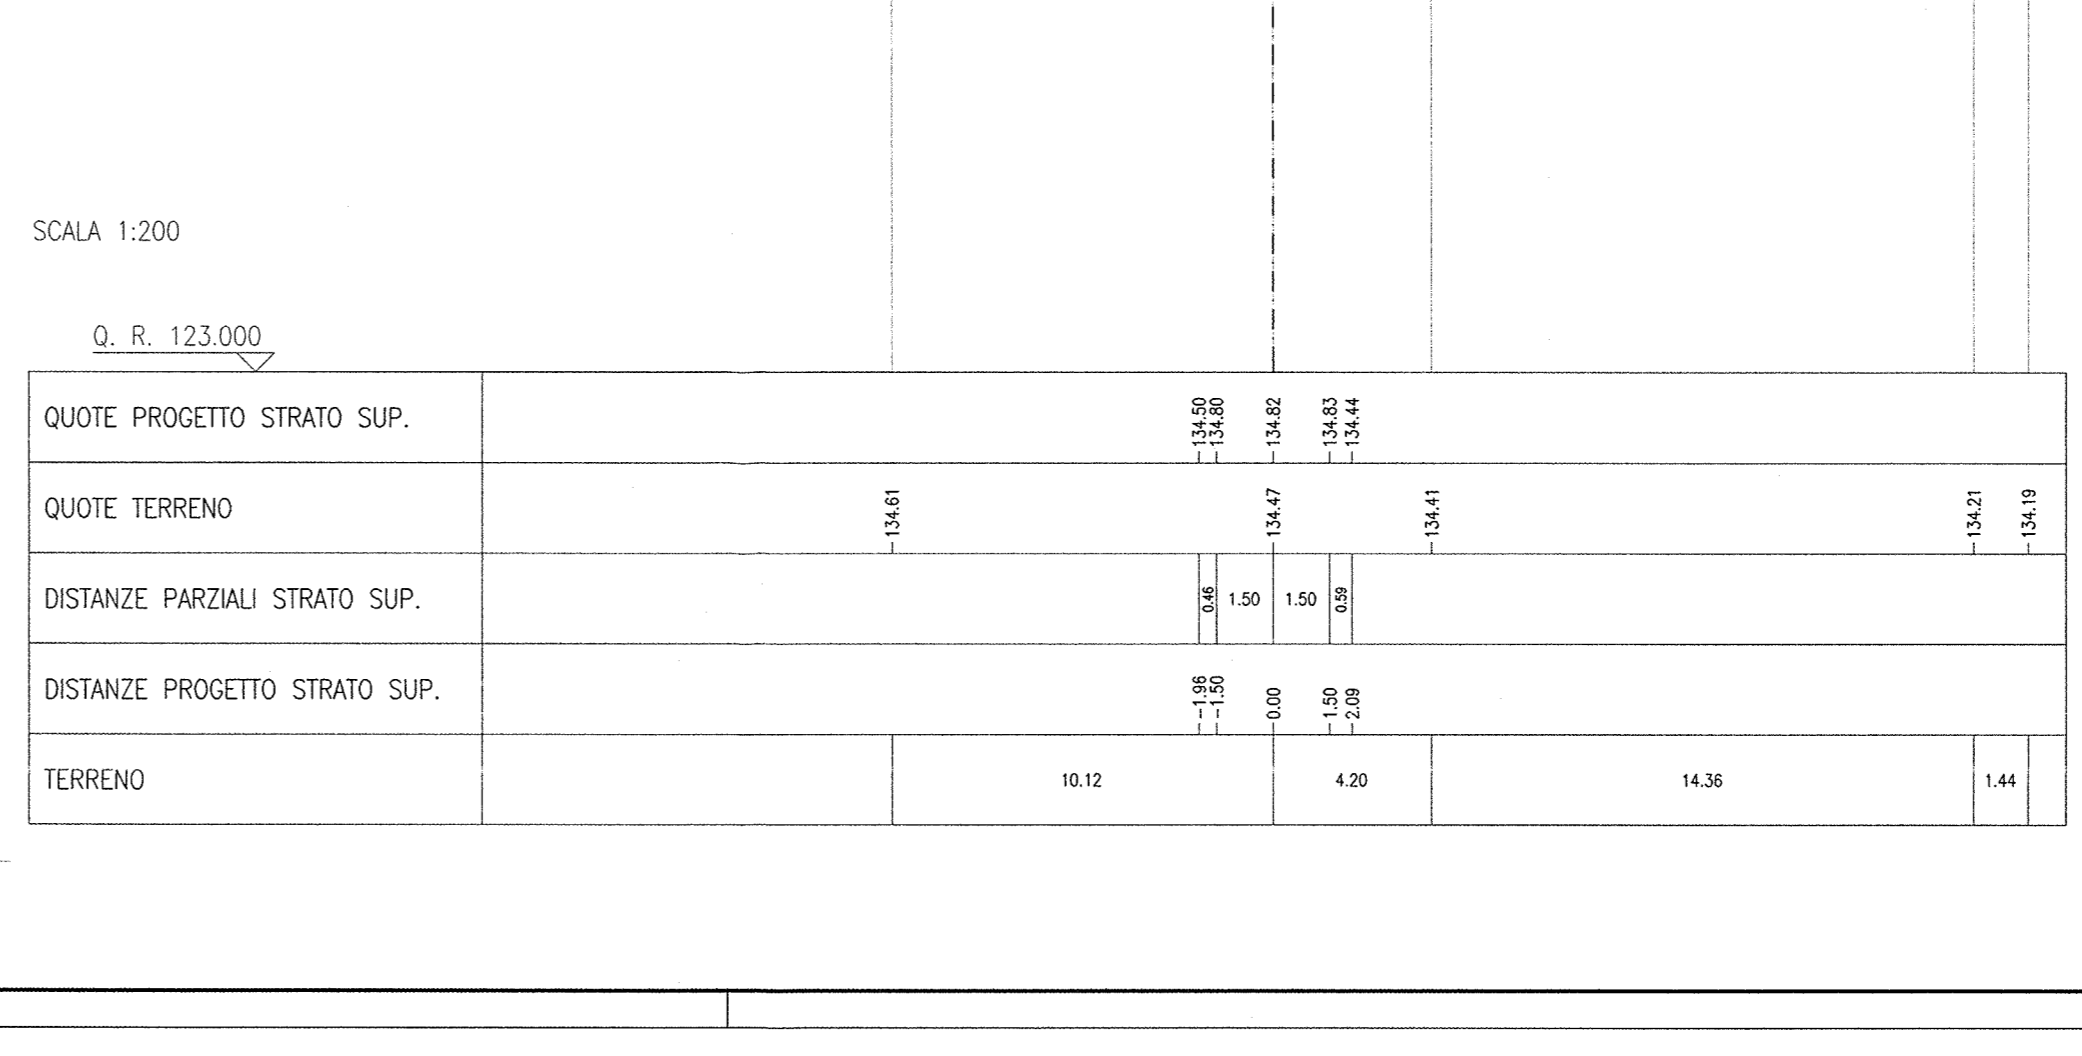 SCALA 1:200
Q. R. 123.000
QUOTE PROGETTO STRATO SUP. 134.50 134.80 134.82 134.83 134.44
QUOTE TERRENO 134.61 134.47 134.41 134.21 134.19
DISTANZE PARZIALI STRATO SUP. 0.46 1.50 1.50 0.59
DISTANZE PROGETTO STRATO SUP. -1.96 -1.50 0.00 1.50 2.09
TERRENO 10.12 4.20 14.36 1.44